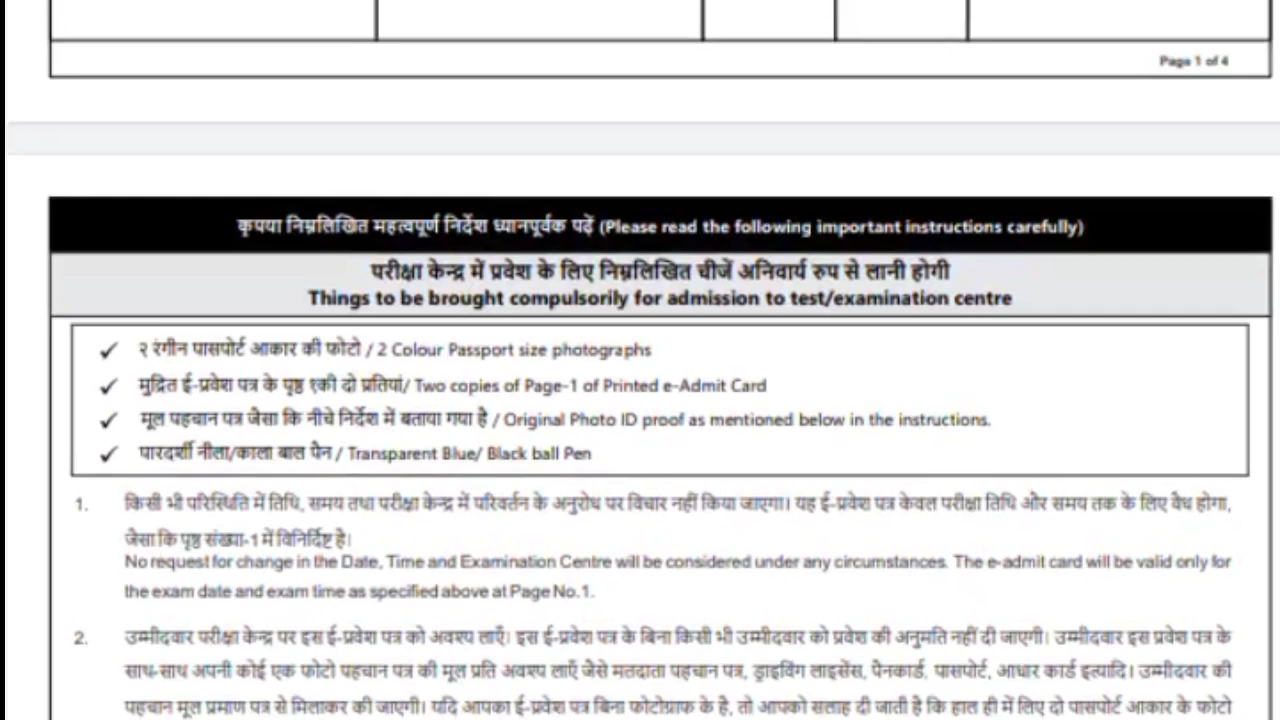 Page 1 of 4
कृपया निम्नलिखित महत्वपूर्ण निर्देश ध्यानपूर्वक पढ़ें (Please read the following important instructions carefully)
परीक्षा केन्द्र में प्रवेश के लिए निम्नलिखित चीजें अनिवार्य रुप से लानी होगी
Things to be brought compulsorily for admission to test/examination centre
✓ २ रंगीन पासपोर्ट आकार की फोटो / 2 Colour Passport size photographs
✓ मुद्रित ई-प्रवेश पत्र के पृष्ठ १की दो प्रतियां/ Two copies of Page-1 of Printed e-Admit Card
✓ मूल पहचान पत्र जैसा कि नीचे निर्देश में बताया गया है / Original Photo ID proof as mentioned below in the instructions.
✓ पारदर्शी नीला/काला बाल पैन / Transparent Blue/ Black ball Pen
1. किसी भी परिस्थिति में तिथि, समय तथा परीक्षा केन्द्र में परिवर्तन के अनुरोध पर विचार नहीं किया जाएगा। यह ई-प्रवेश पत्र केवल परीक्षा तिथि और समय तक के लिए वैध होगा,
जैसा कि पृष्ठ संख्या-1 में विनिर्दिष्ट है।
No request for change in the Date, Time and Examination Centre will be considered under any circumstances. The e-admit card will be valid only for
the exam date and exam time as specified above at Page No.1.
2. उम्मीदवार परीक्षा केन्द्र पर इस ई-प्रवेश पत्र को अवश्य लाएँ। इस ई-प्रवेश पत्र के बिना किसी भी उम्मीदवार को प्रवेश की अनुमति नहीं दी जाएगी। उम्मीदवार इस प्रवेश पत्र के
साथ-साथ अपनी कोई एक फोटो पहचान पत्र की मूल प्रति अवश्य लाएँ जैसे मतदाता पहचान पत्र, ड्राइविंग लाइसेंस, पैनकार्ड, पासपोर्ट, आधार कार्ड इत्यादि। उम्मीदवार की
पहचान मूल प्रमाण पत्र से मिलाकर की जाएगी। यदि आपका ई-प्रवेश पत्र बिना फोटोग्राफ के है, तो आपको सलाह दी जाती है कि हाल ही में लिए दो पासपोर्ट आकार के फोटो